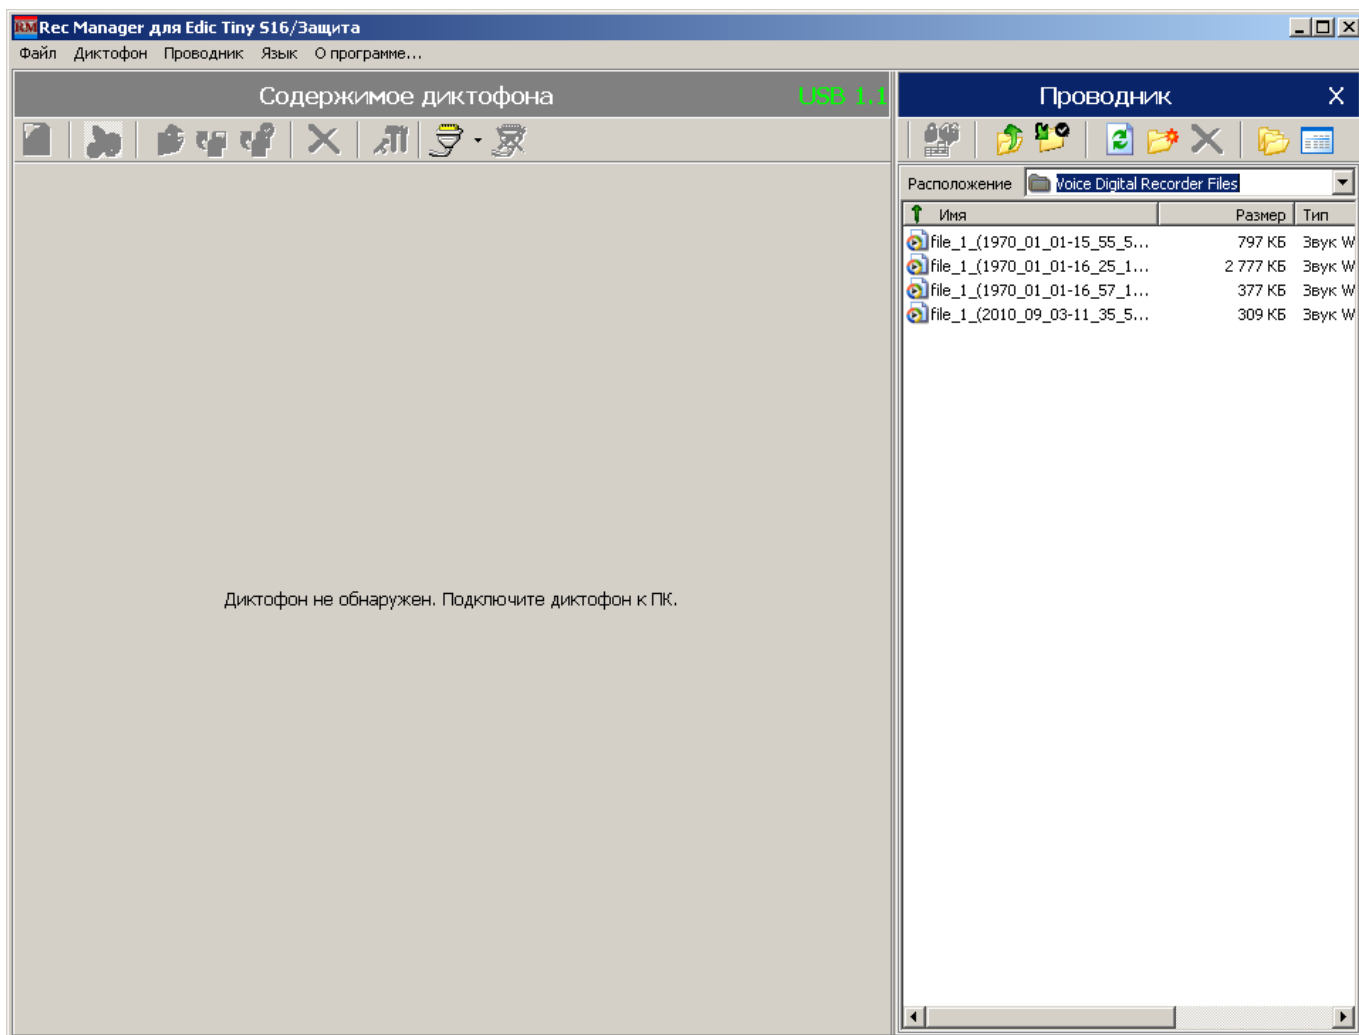 RM Rec Manager для Edic Tiny S16/Защита
Файл Диктофон Проводник Язык О программе...
Содержимое диктофона USB 1.1
Проводник X
Расположение Voice Digital Recorder Files
Имя Размер Тип
file_1_(1970_01_01-15_55_5... 797 КБ Звук W
file_1_(1970_01_01-16_25_1... 2 777 КБ Звук W
file_1_(1970_01_01-16_57_1... 377 КБ Звук W
file_1_(2010_09_03-11_35_5... 309 КБ Звук W
Диктофон не обнаружен. Подключите диктофон к ПК.